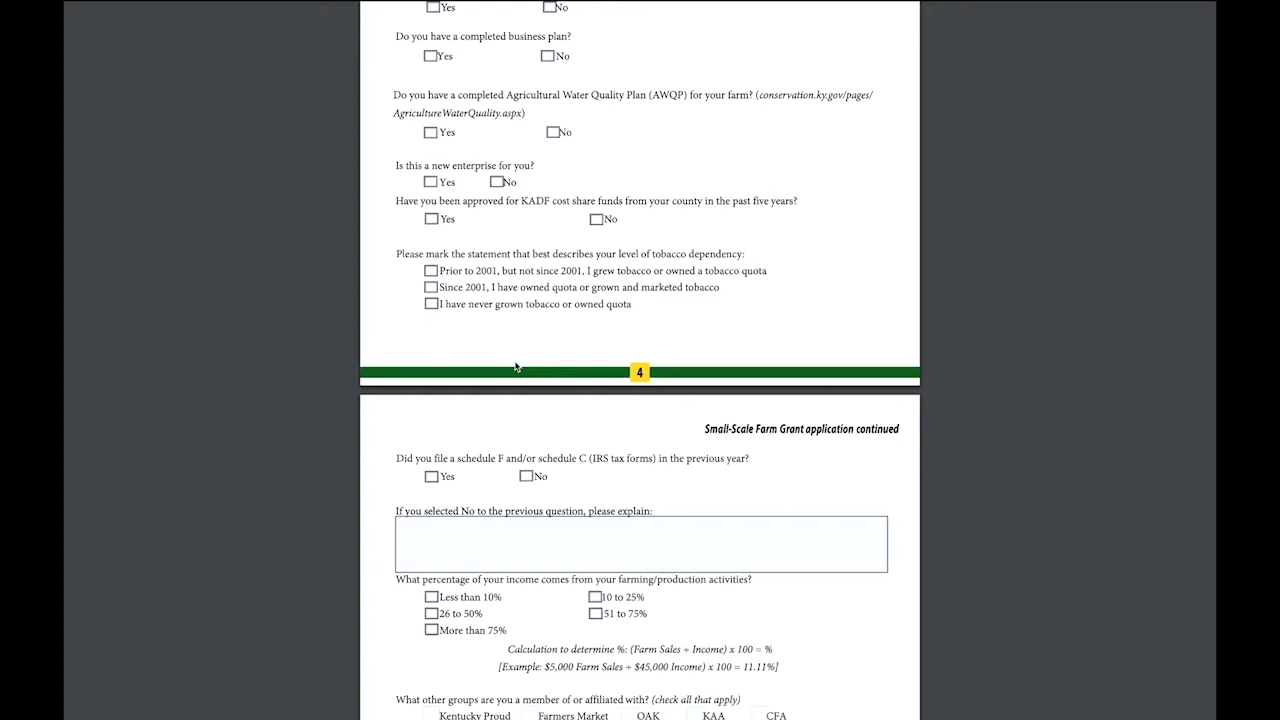 Yes No
Do you have a completed business plan?
Yes No
Do you have a completed Agricultural Water Quality Plan (AWQP) for your farm? (conservation.ky.gov/pages/
AgricultureWaterQuality.aspx)
Yes No
Is this a new enterprise for you?
Yes No
Have you been approved for KADF cost share funds from your county in the past five years?
Yes No
Please mark the statement that best describes your level of tobacco dependency:
Prior to 2001, but not since 2001, I grew tobacco or owned a tobacco quota
Since 2001, I have owned quota or grown and marketed tobacco
I have never grown tobacco or owned quota
4
Small-Scale Farm Grant application continued
Did you file a schedule F and/or schedule C (IRS tax forms) in the previous year?
Yes No
If you selected No to the previous question, please explain:
What percentage of your income comes from your farming/production activities?
Less than 10% 10 to 25%
26 to 50% 51 to 75%
More than 75%
Calculation to determine %: (Farm Sales ÷ Income) x 100 = %
[Example: $5,000 Farm Sales ÷ $45,000 Income) x 100 = 11.11%]
What other groups are you a member of or affiliated with? (check all that apply)
Kentucky Proud Farmers Market OAK KAA CFA